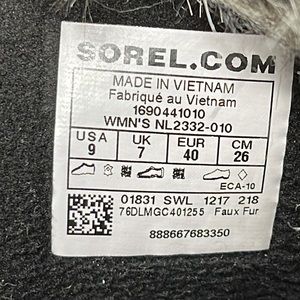 SOREL.COM
MADE IN VIETNAM
Fabriqué au Vietnam
1690441010
WMN'S NL2332-010
USA UK EUR CM
9 7 40 26
ECA-10
01831 SWL 1217 218
76DLMGC401255 Faux Fur
888667683350